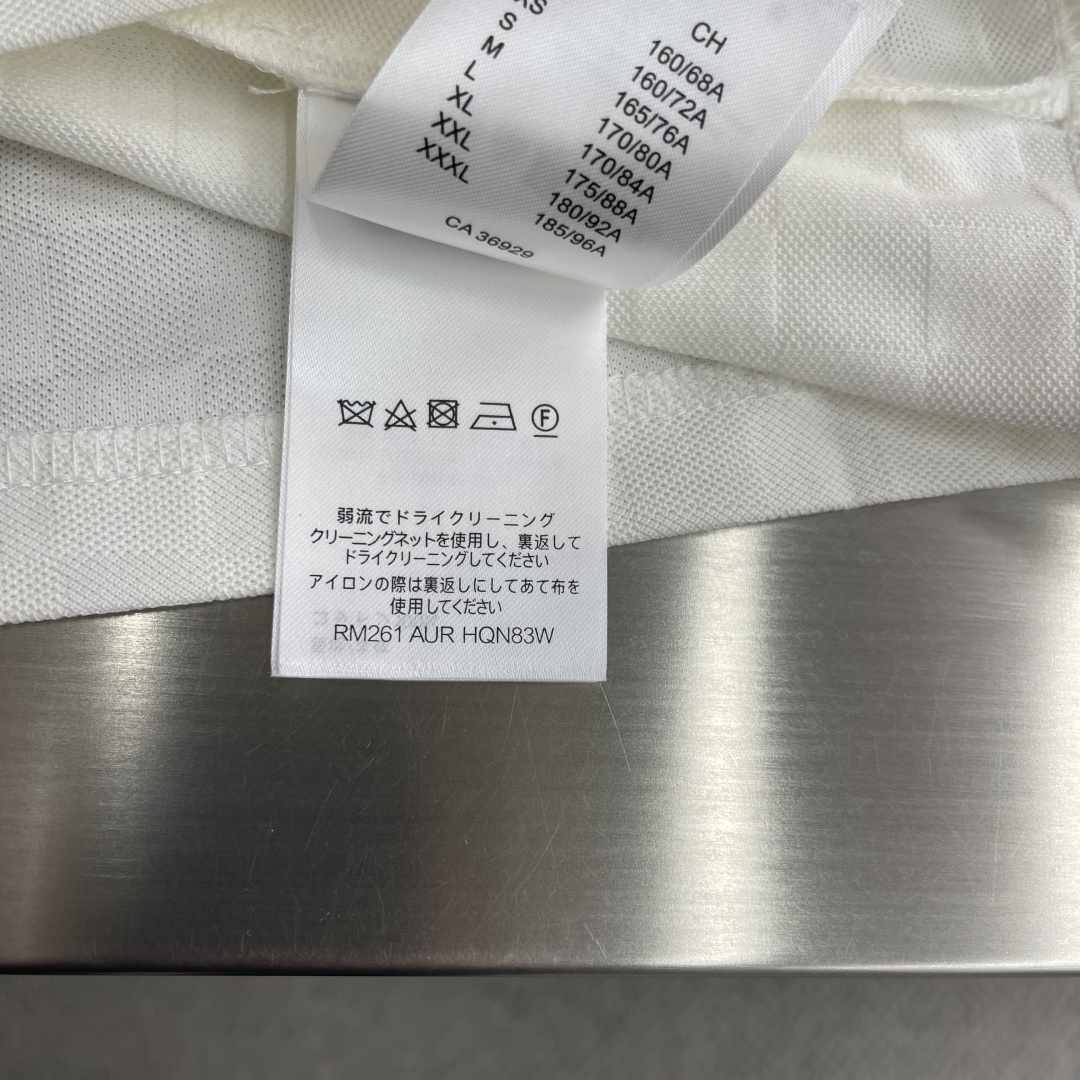 CH
160/68A
XS 160/72A
S 165/76A
M 170/80A
L 170/84A
XL 175/88A
XXL 180/92A
XXXL 185/96A
CA 36929
F
弱流でドライクリーニング
クリーニングネットを使用し、裏返して
ドライクリーニングしてください
アイロンの際は裏返しにしてあて布を
使用してください
RM261 AUR HQN83W